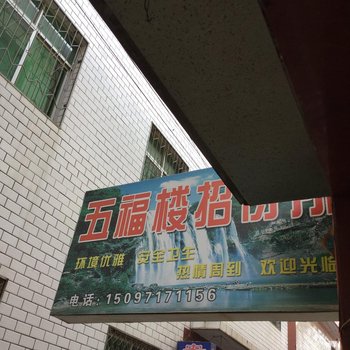 五福楼招待所
环境优雅 安全卫生
热情周到 欢迎光临
电话：15097171156